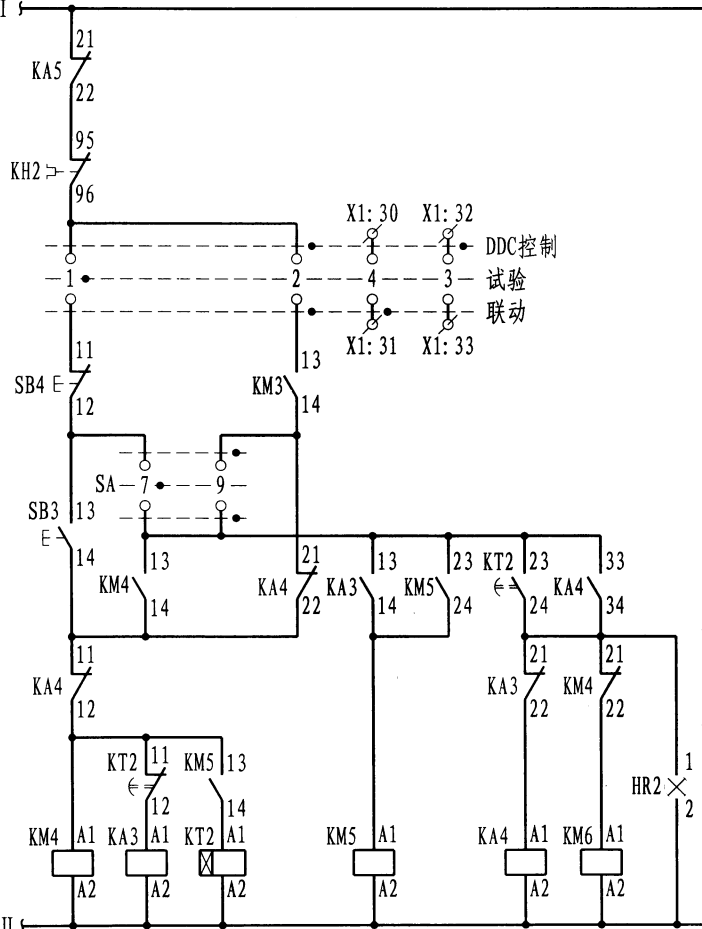 I
21
KA5
22
95
KH2
96
X1:30 X1:32
DDC控制
1 2 4 3 试验
联动
X1:31 X1:33
11
13
SB4
KM3
12
14
SA 7 9
SB3 13
14
13
KM4
14
21
KA4
22
13
KA3
14
23
KM5
24
KT2 23
24
33
KA4
34
11
KA4
12
21
KA3
22
21
KM4
22
KT2 11
12
KM5 13
14
1
HR2
2
KM4 A1 KA3 A1 KT2 A1 KM5 A1 KA4 A1 KM6 A1
A2 A2 A2 A2 A2 A2
II